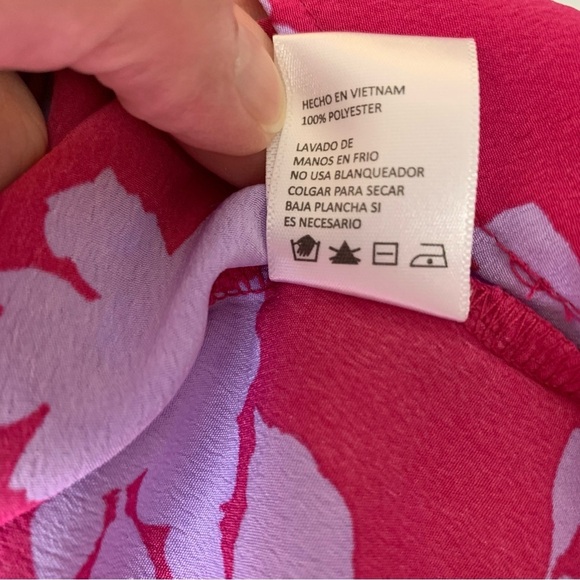 HECHO EN VIETNAM
100% POLYESTER
LAVADO DE
MANOS EN FRIO
NO USA BLANQUEADOR
COLGAR PARA SECAR
BAJA PLANCHA SI
ES NECESARIO